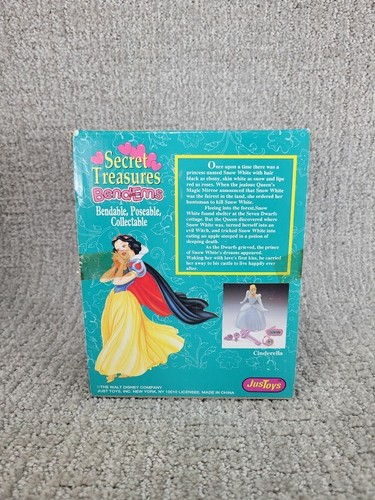 Secret
Treasures
Bend-Ems
Bendable, Poseable,
Collectable
Once upon a time there was a
princess named Snow White with hair
black as ebony, skin white as snow and lips
red as roses. When the jealous Queen's
Magic Mirror announced that Snow White
was the fairest in the land, she ordered her
huntsman to kill Snow White.
Fleeing into the forest, Snow
White found shelter at the Seven Dwarfs
cottage. But the Queen discovered where
Snow White was, turned herself into an
evil Witch, and tricked Snow White into
eating an apple steeped in a potion of
sleeping death.
As the Dwarfs grieved, the prince
of Snow White's dreams appeared.
Waking her with love's first kiss, he carried
her away to his castle to live happily ever
after.
Cinderella
JusToys
©THE WALT DISNEY COMPANY
JUST TOYS, INC. NEW YORK, NY 10010 LICENSEE, MADE IN CHINA